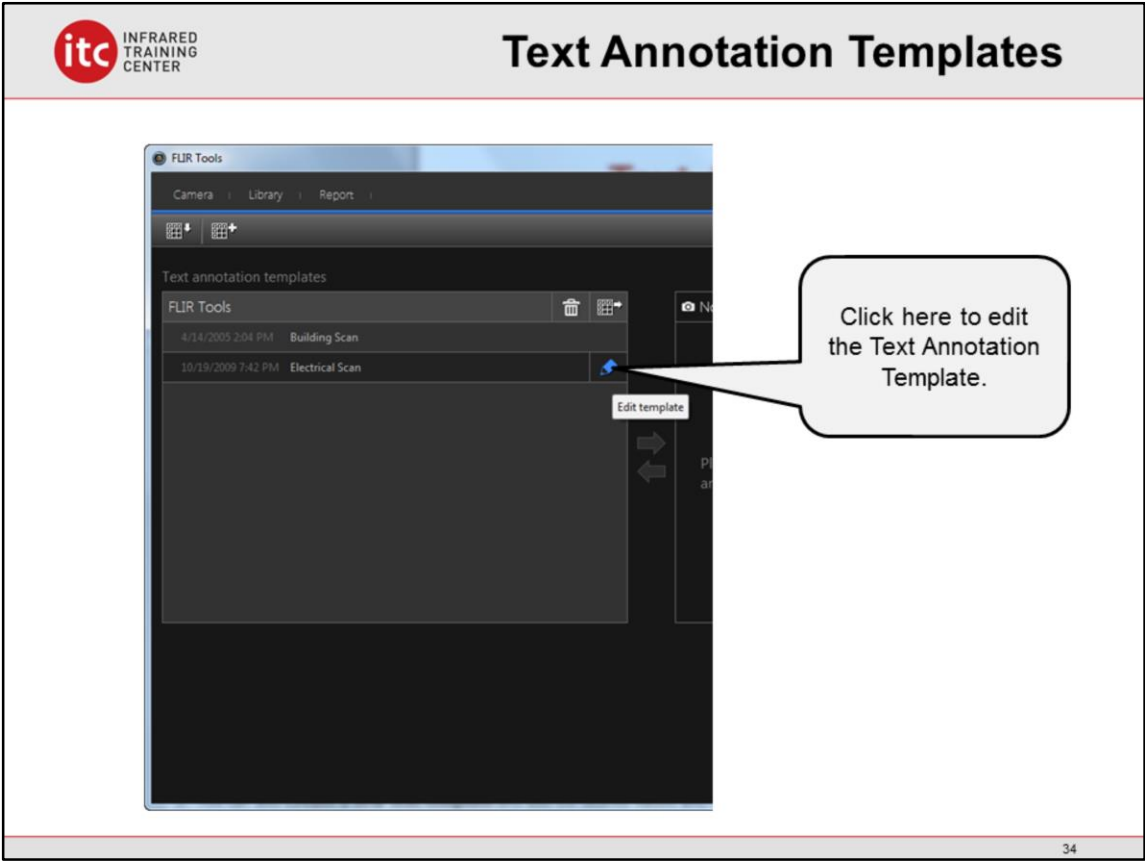 itc INFRARED
TRAINING
CENTER
Text Annotation Templates
FLIR Tools
Camera Library Report
Text annotation templates
FLIR Tools
4/14/2005 2:04 PM Building Scan
10/19/2009 7:42 PM Electrical Scan
Edit template
Click here to edit
the Text Annotation
Template.
34